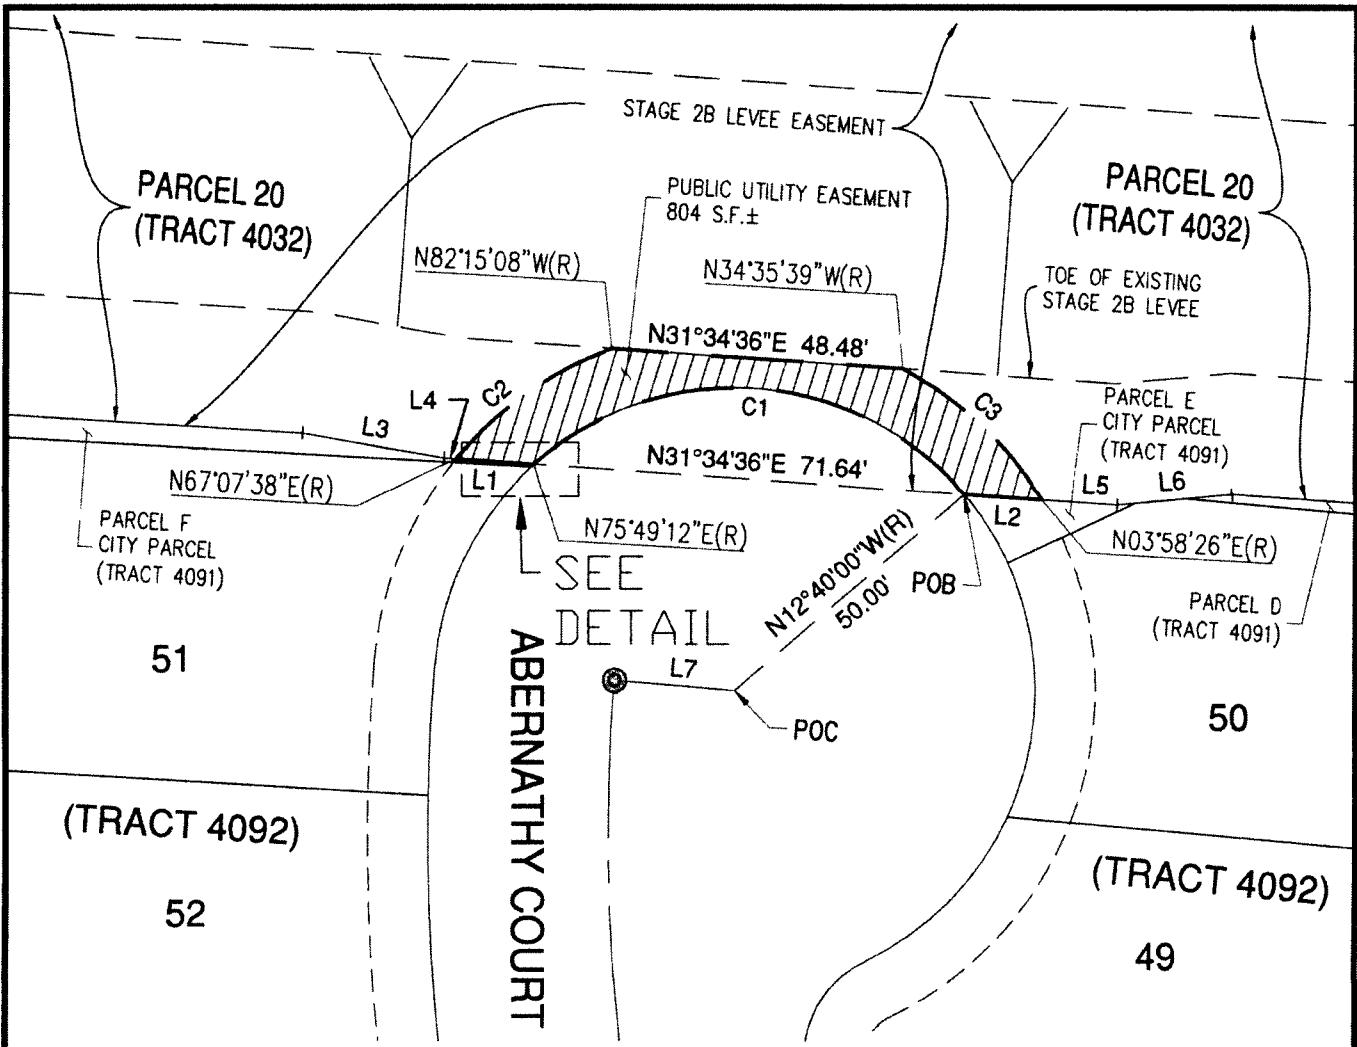 STAGE 2B LEVEE EASEMENT
PARCEL 20
(TRACT 4032)
PUBLIC UTILITY EASEMENT
804 S.F.±
PARCEL 20
(TRACT 4032)
N82°15'08"W(R)
N34°35'39"W(R)
TOE OF EXISTING
STAGE 2B LEVEE
N31°34'36"E 48.48'
C2
C1
C3
L4
L3
PARCEL E
CITY PARCEL
(TRACT 4091)
N31°34'36"E 71.64'
L1
L2
L5
L6
N67°07'38"E(R)
PARCEL F
CITY PARCEL
(TRACT 4091)
N75°49'12"E(R)
N03°58'26"E(R)
SEE
DETAIL
N12°40'00"W(R)
50.00'
POB
PARCEL D
(TRACT 4091)
51
L7
POC
50
ABERNATHY COURT
(TRACT 4092)
52
(TRACT 4092)
49